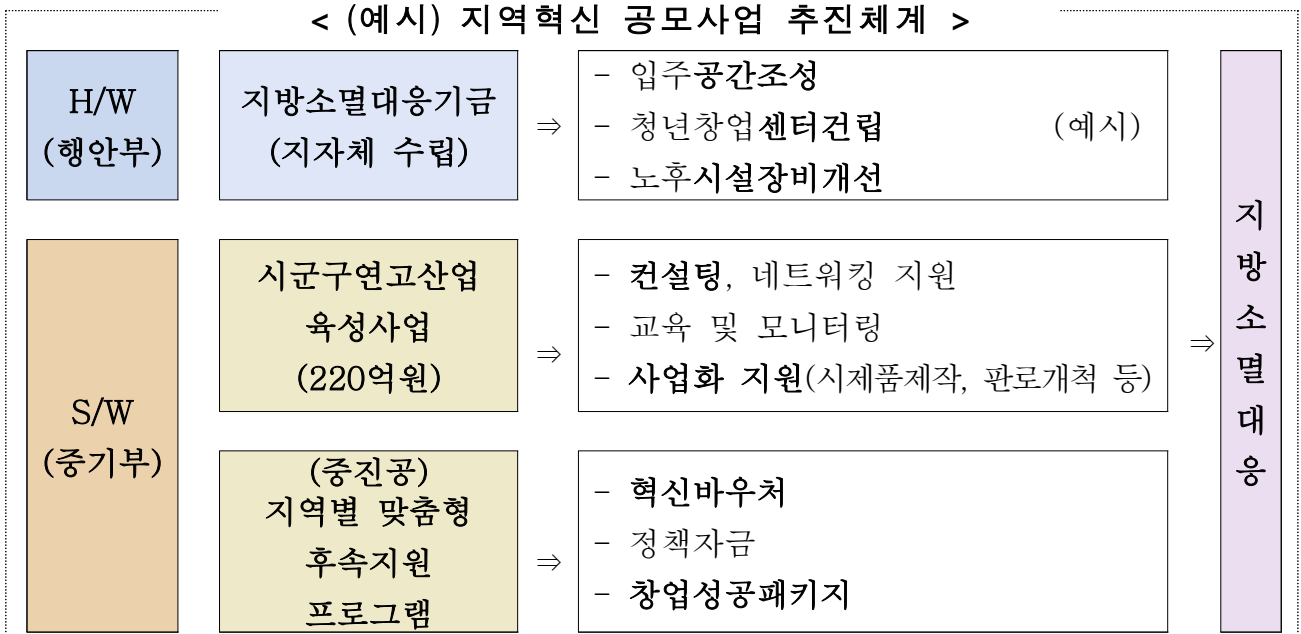 < (예시) 지역혁신 공모사업 추진체계 >
H/W
(행안부)
지방소멸대응기금
(지자체 수립)
⇒
- 입주공간조성
- 청년창업센터건립 (예시)
- 노후시설장비개선
S/W
(중기부)
시군구연고산업
육성사업
(220억원)
⇒
- 컨설팅, 네트워킹 지원
- 교육 및 모니터링
- 사업화 지원(시제품제작, 판로개척 등)
(중진공)
지역별 맞춤형
후속지원
프로그램
⇒
- 혁신바우처
- 정책자금
- 창업성공패키지
⇒
지
방
소
멸
대
응